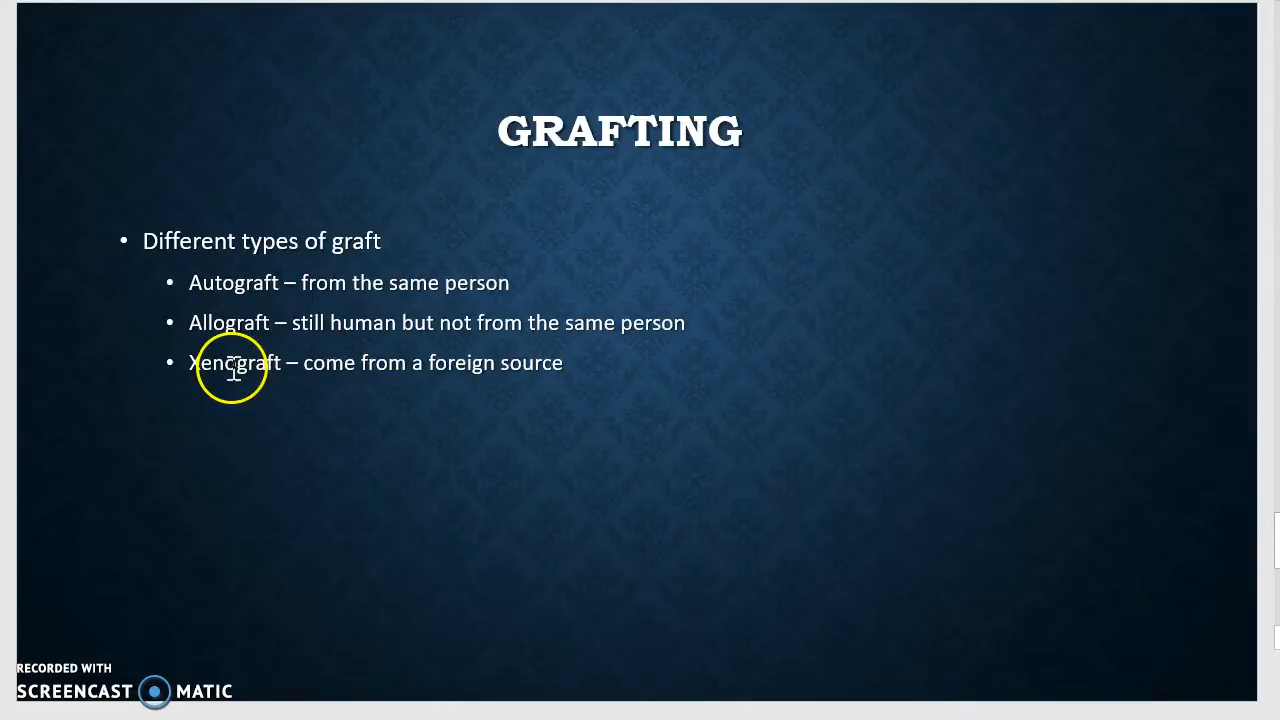 GRAFTING
• Different types of graft
• Autograft – from the same person
• Allograft – still human but not from the same person
• Xenograft – come from a foreign source
RECORDED WITH
SCREENCAST MATIC